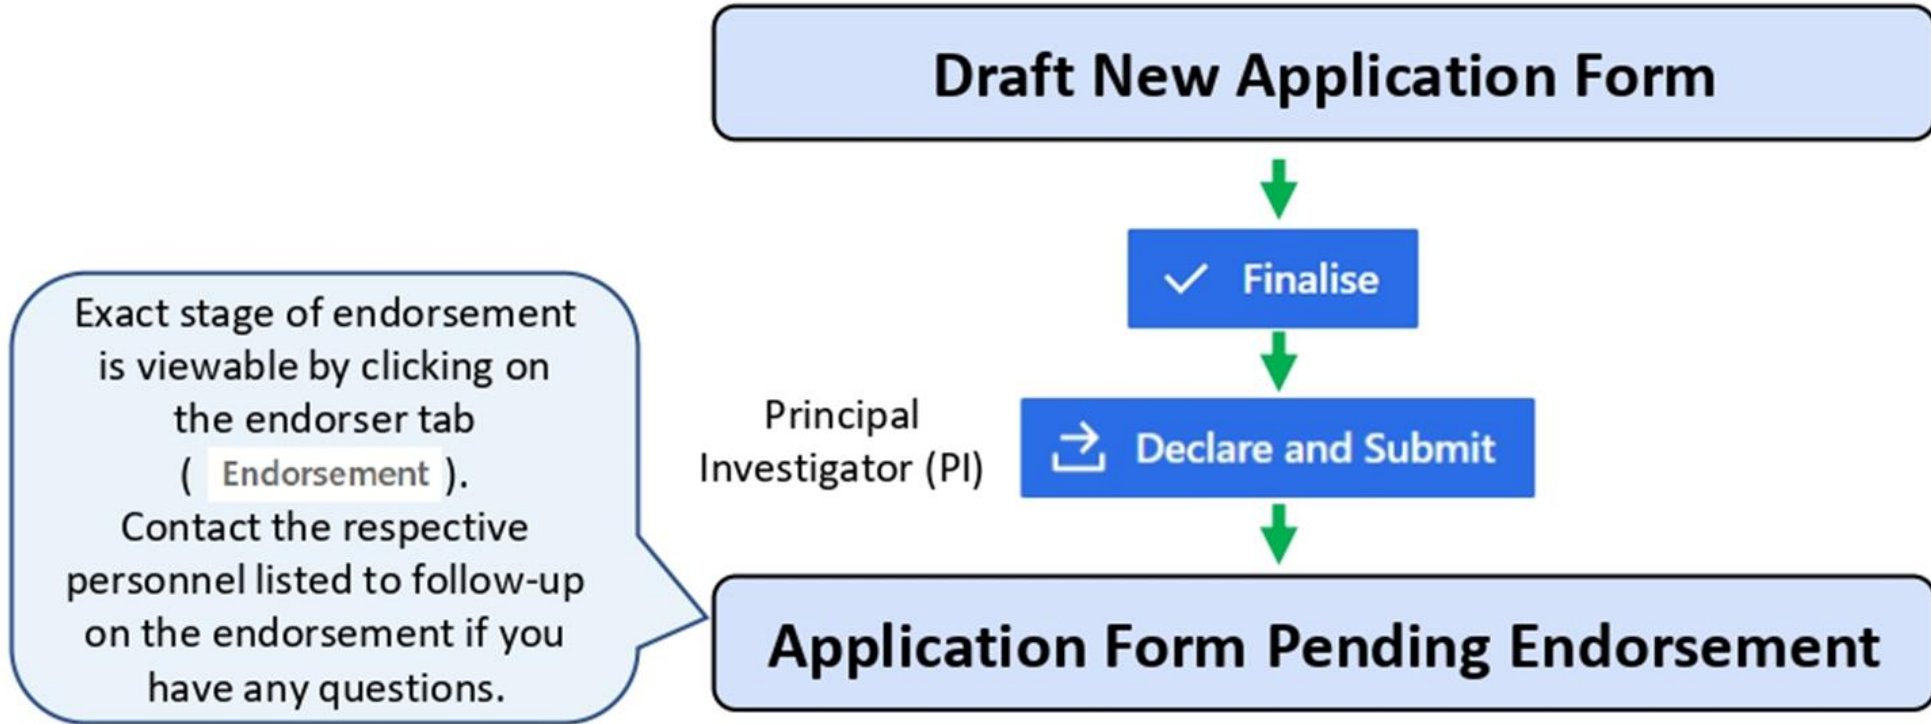 Draft New Application Form
Finalise
Exact stage of endorsement
is viewable by clicking on
the endorser tab
( Endorsement ).
Contact the respective
personnel listed to follow-up
on the endorsement if you
have any questions.
Principal
Investigator (PI)
Declare and Submit
Application Form Pending Endorsement